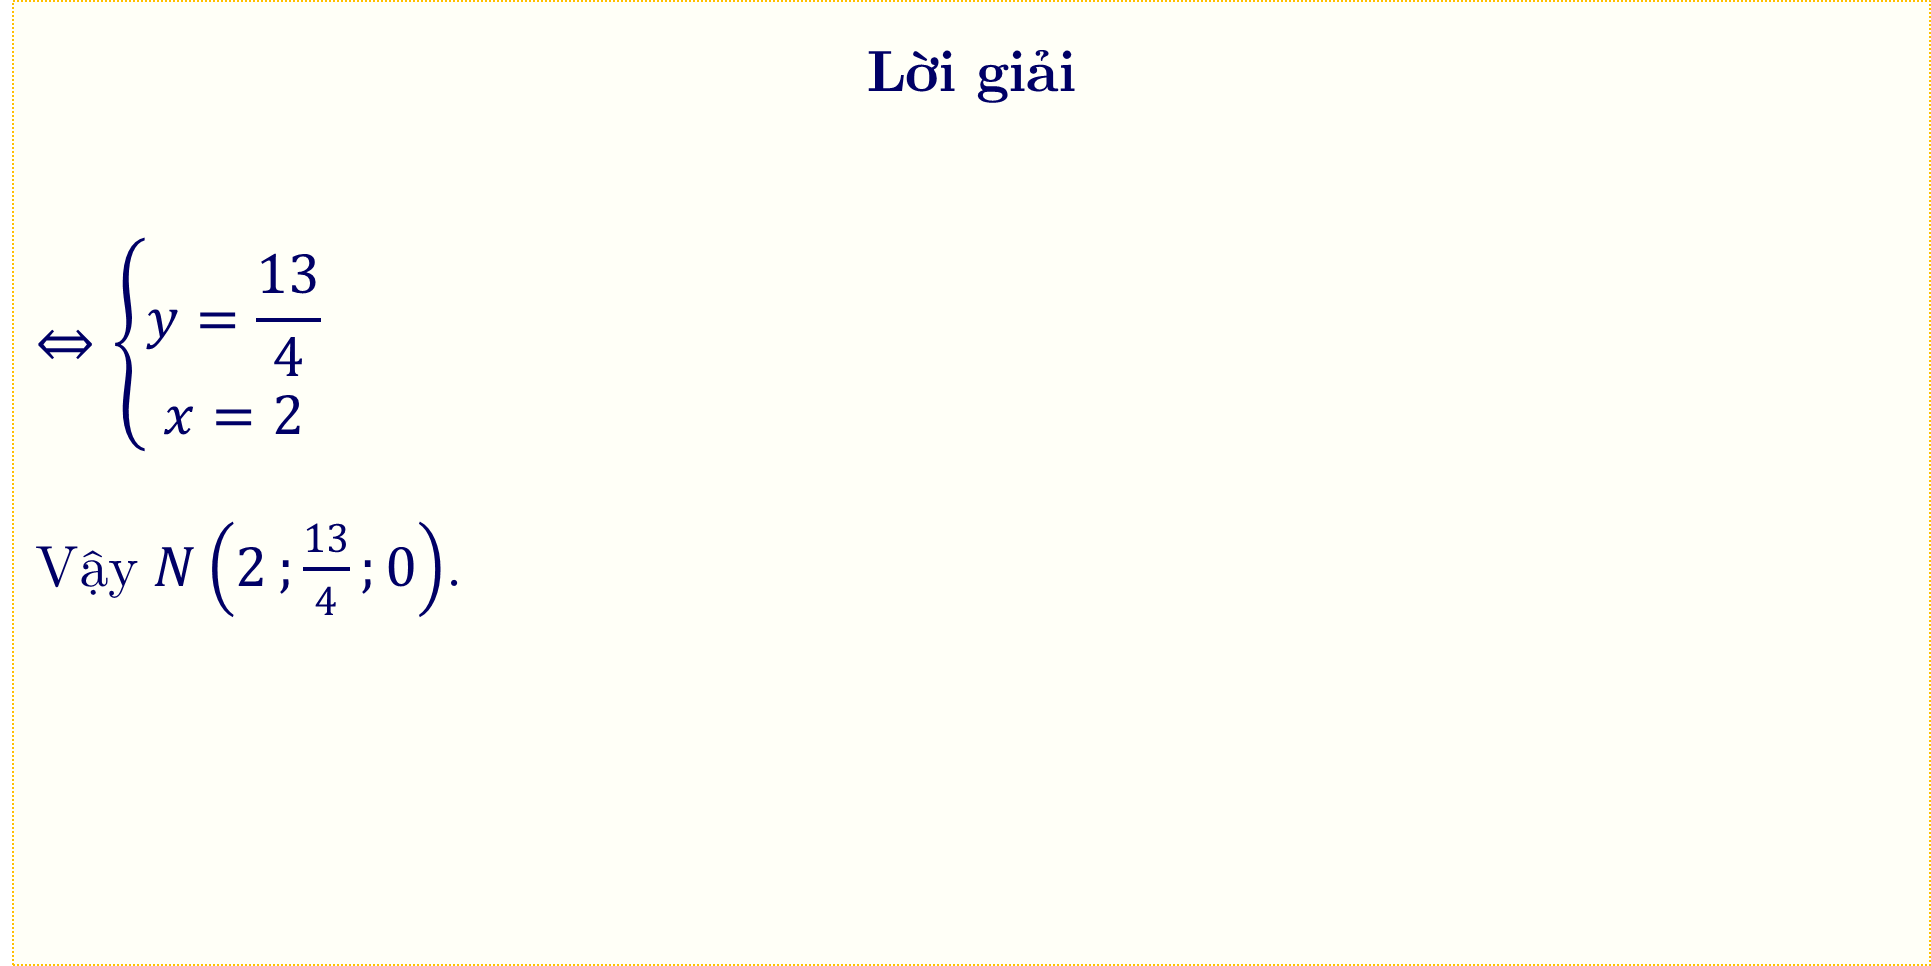 Lời giải
⇔ { y = 13/4
x = 2
Vậy N (2 ; 13/4 ; 0).